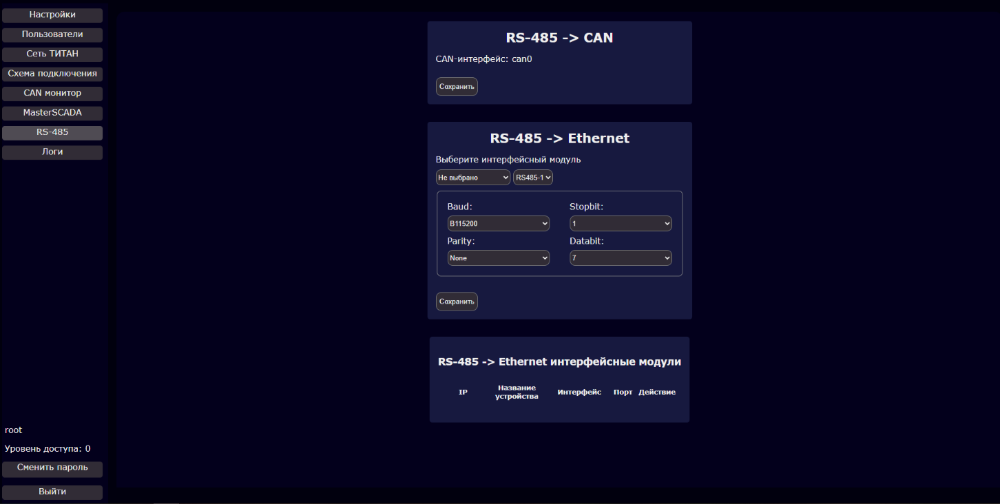 Настройки
Пользователи
Сеть ТИТАН
Схема подключения
CAN монитор
MasterSCADA
RS-485
Логи
root
Уровень доступа: 0
Сменить пароль
Выйти
RS-485 -> CAN
CAN-интерфейс: can0
Сохранить
RS-485 -> Ethernet
Выберите интерфейсный модуль
Не выбрано RS485-1
Baud: Stopbit:
B115200 1
Parity: Databit:
None 7
Сохранить
RS-485 -> Ethernet интерфейсные модули
IP Название устройства Интерфейс Порт Действие